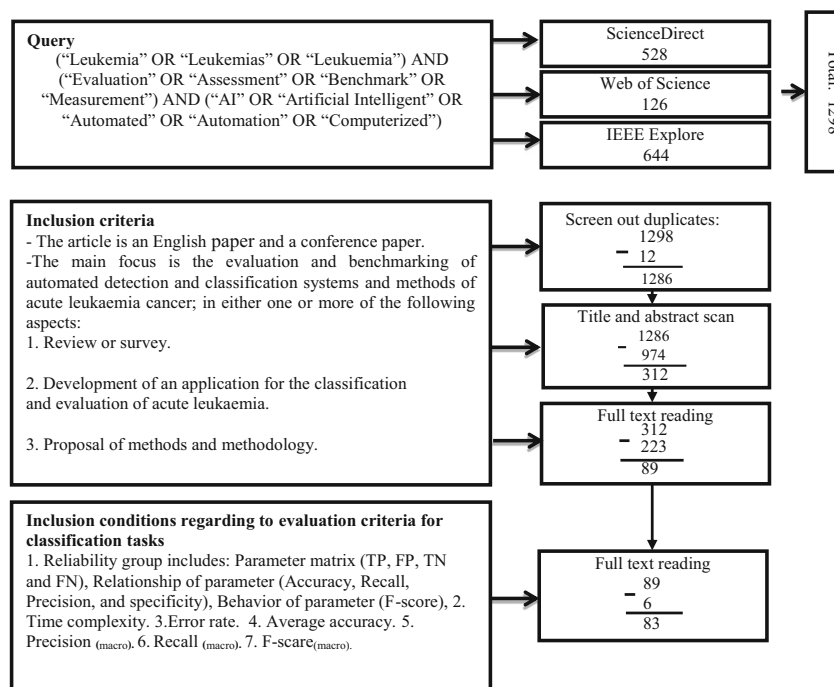 Query
(“Leukemia” OR “Leukemias” OR “Leukuemia”) AND
(“Evaluation” OR “Assessment” OR “Benchmark” OR
“Measurement”) AND (“AI” OR “Artificial Intelligent” OR
“Automated” OR “Automation” OR “Computerized”)
ScienceDirect
528
Web of Science
126
IEEE Explore
644
Total: 1298
Inclusion criteria
- The article is an English paper and a conference paper.
-The main focus is the evaluation and benchmarking of
automated detection and classification systems and methods of
acute leukaemia cancer; in either one or more of the following
aspects:
1. Review or survey.
2. Development of an application for the classification
and evaluation of acute leukaemia.
3. Proposal of methods and methodology.
Screen out duplicates:
1298
- 12
1286
Title and abstract scan
1286
- 974
312
Full text reading
312
- 223
89
Inclusion conditions regarding to evaluation criteria for
classification tasks
1. Reliability group includes: Parameter matrix (TP, FP, TN
and FN), Relationship of parameter (Accuracy, Recall,
Precision, and specificity), Behavior of parameter (F-score), 2.
Time complexity. 3.Error rate. 4. Average accuracy. 5.
Precision (macro). 6. Recall (macro). 7. F-scare(macro).
Full text reading
89
- 6
83